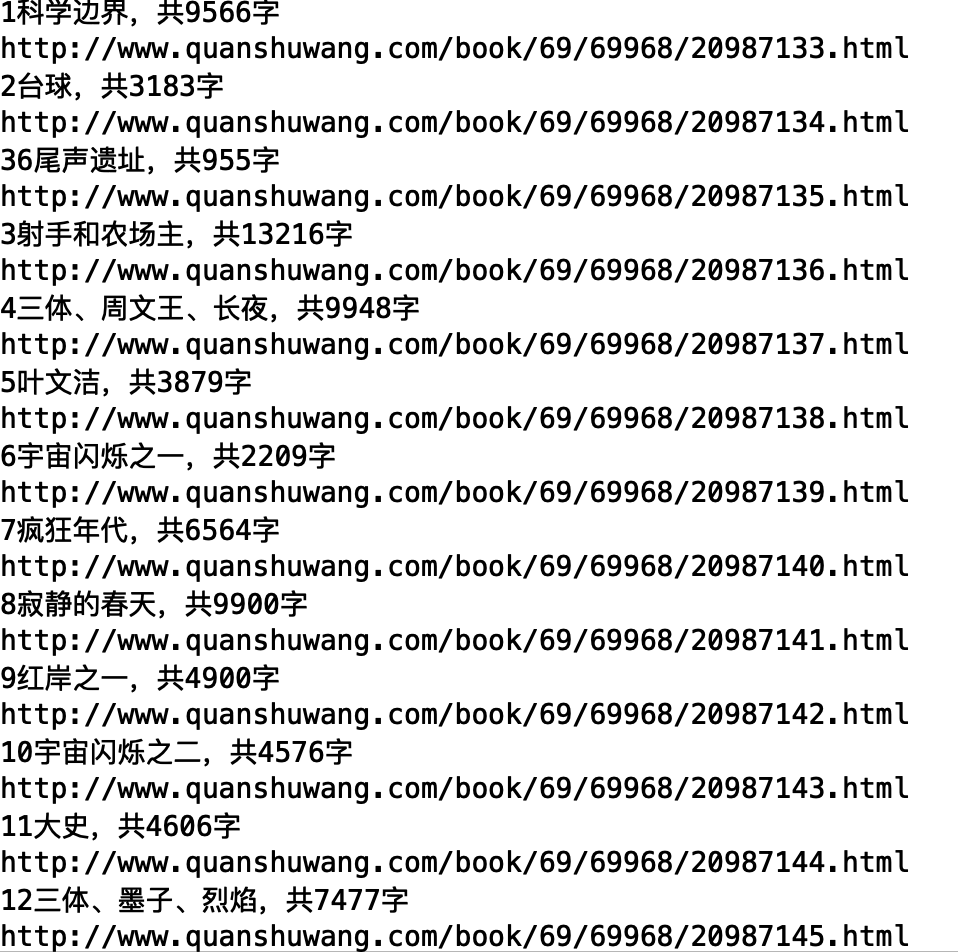 1科学边界，共9566字
http://www.quanshuwang.com/book/69/69968/20987133.html
2台球，共3183字
http://www.quanshuwang.com/book/69/69968/20987134.html
36尾声遗址，共955字
http://www.quanshuwang.com/book/69/69968/20987135.html
3射手和农场主，共13216字
http://www.quanshuwang.com/book/69/69968/20987136.html
4三体、周文王、长夜，共9948字
http://www.quanshuwang.com/book/69/69968/20987137.html
5叶文洁，共3879字
http://www.quanshuwang.com/book/69/69968/20987138.html
6宇宙闪烁之一，共2209字
http://www.quanshuwang.com/book/69/69968/20987139.html
7疯狂年代，共6564字
http://www.quanshuwang.com/book/69/69968/20987140.html
8寂静的春天，共9900字
http://www.quanshuwang.com/book/69/69968/20987141.html
9红岸之一，共4900字
http://www.quanshuwang.com/book/69/69968/20987142.html
10宇宙闪烁之二，共4576字
http://www.quanshuwang.com/book/69/69968/20987143.html
11大史，共4606字
http://www.quanshuwang.com/book/69/69968/20987144.html
12三体、墨子、烈焰，共7477字
http://www.quanshuwang.com/book/69/69968/20987145.html